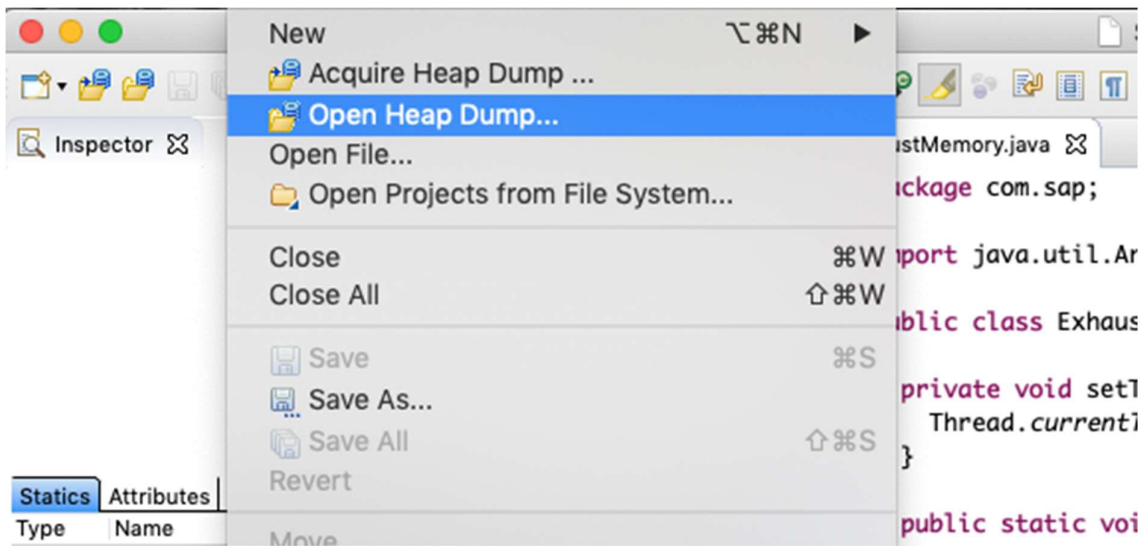 New ⌥⌘N ▶
Acquire Heap Dump ...
Open Heap Dump...
Open File...
Open Projects from File System...
Close ⌘W
Close All ⇧⌘W
Save ⌘S
Save As...
Save All ⇧⌘S
Revert
Move...
Inspector
Statics Attributes
Type Name
ustMemory.java
ckage com.sap;
port java.util.Ar
blic class Exhaus
private void setT
Thread.currentT
}
public static voi